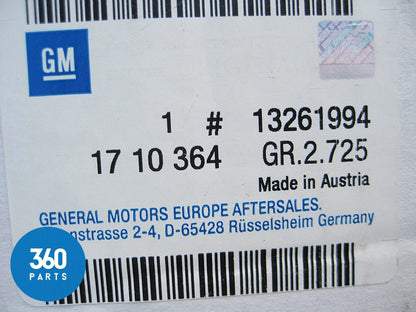 GM
1 # 13261994
17 10 364 GR.2.725
Made in Austria
GENERAL MOTORS EUROPE AFTERSALES.
nstrasse 2-4, D-65428 Rüsselsheim Germany
360
PARTS